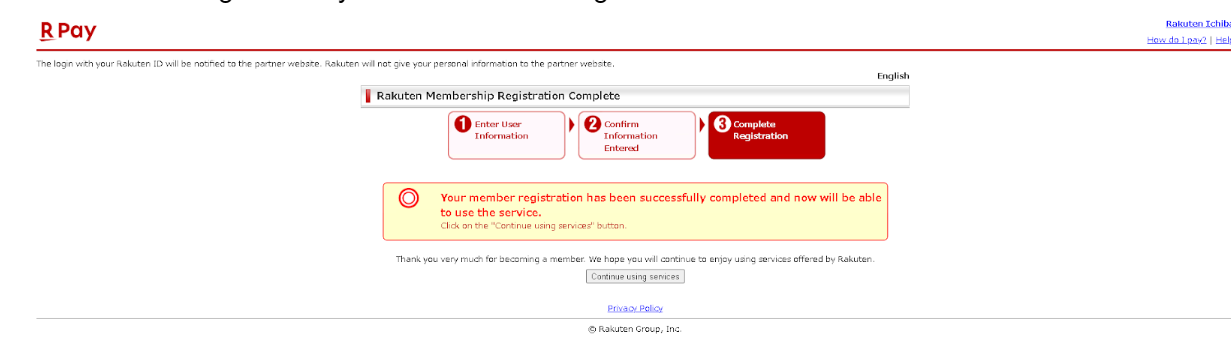 R Pay
Rakuten Ichiba
How do I pay? | Help
The login with your Rakuten ID will be notified to the partner website. Rakuten will not give your personal information to the partner website.
English
Rakuten Membership Registration Complete
1 Enter User
Information
2 Confirm
Information
Entered
3 Complete
Registration
Your member registration has been successfully completed and now will be able
to use the service.
Click on the "Continue using services" button.
Thank you very much for becoming a member. We hope you will continue to enjoy using services offered by Rakuten.
Continue using services
Privacy Policy
© Rakuten Group, Inc.